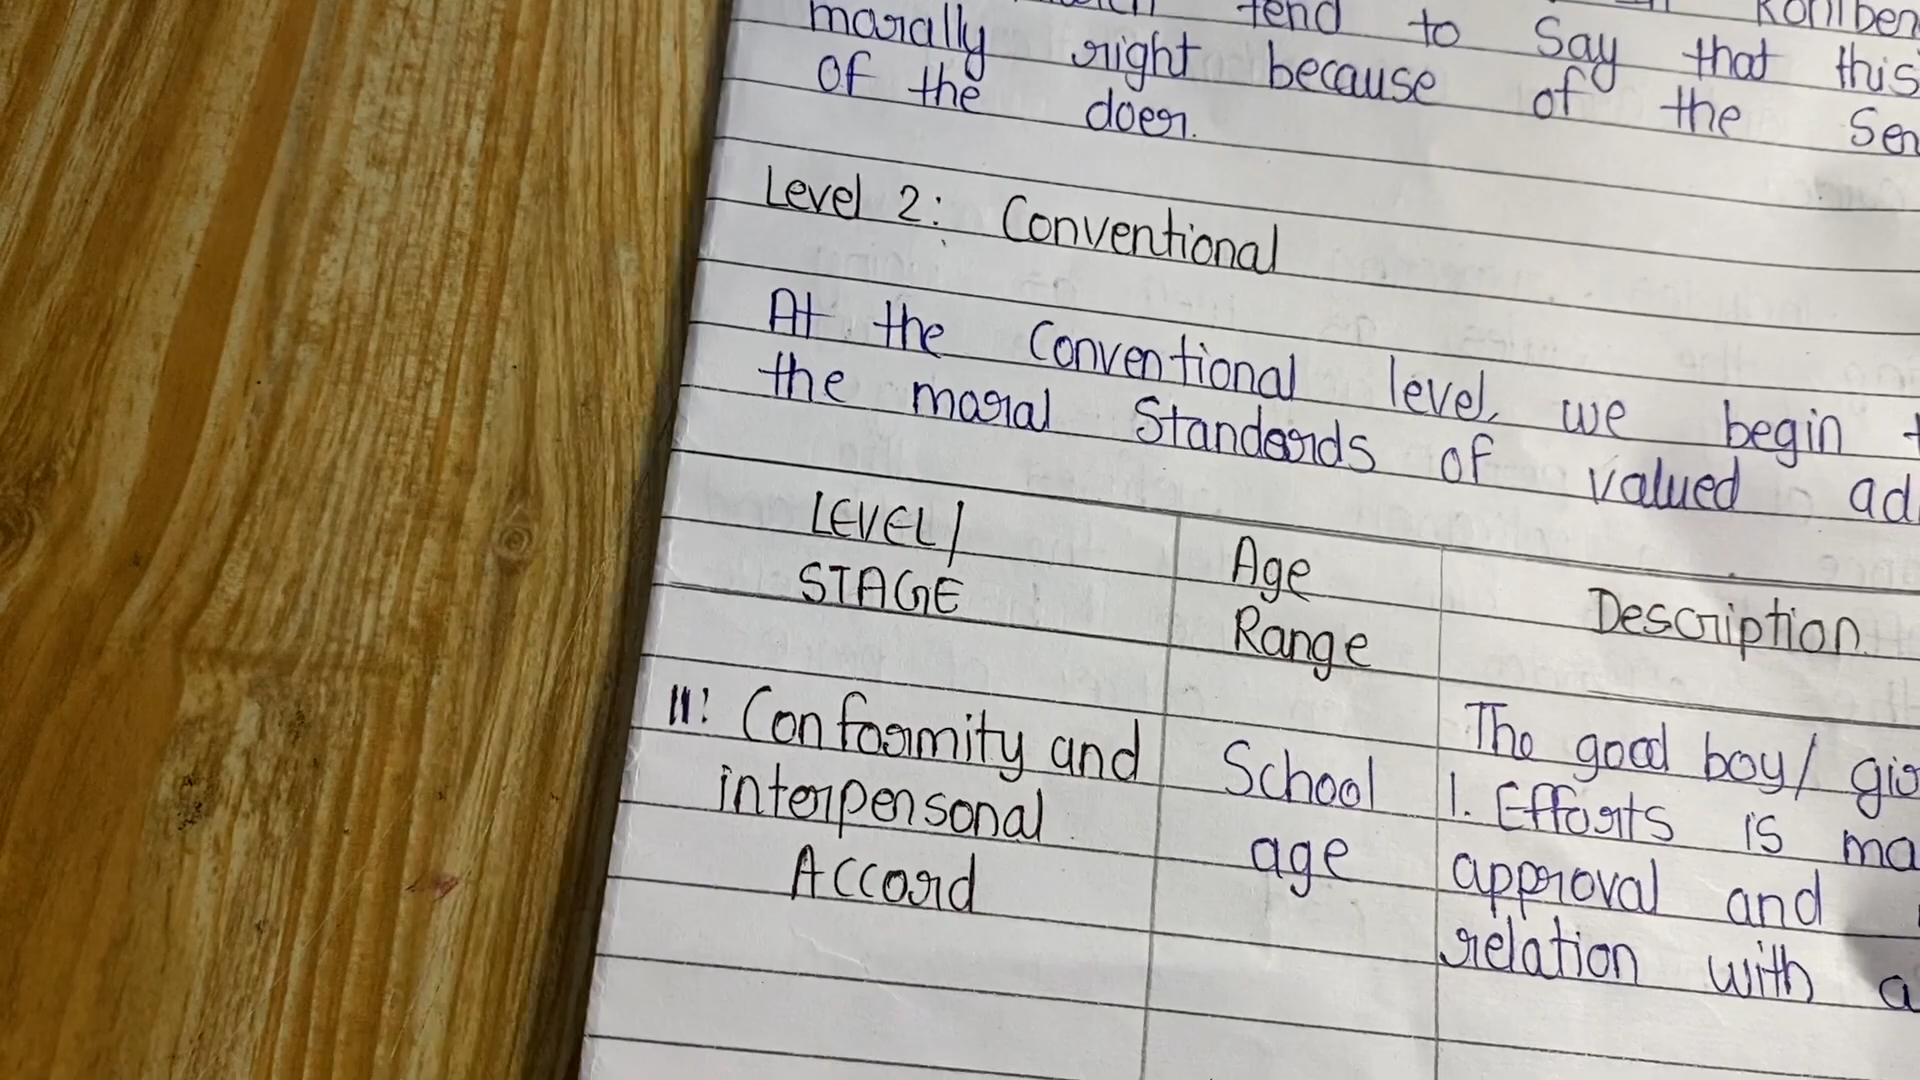 tend to say that this
morally right because of the
of the doer.
Level 2: Conventional
At the Conventional level, we begin
the moral Standards of valued
LEVEL/
STAGE
Age
Range
Description
III: Conformity and
interpersonal
Accord
School
age
The good boy/
1. Efforts is
approval and
relation with